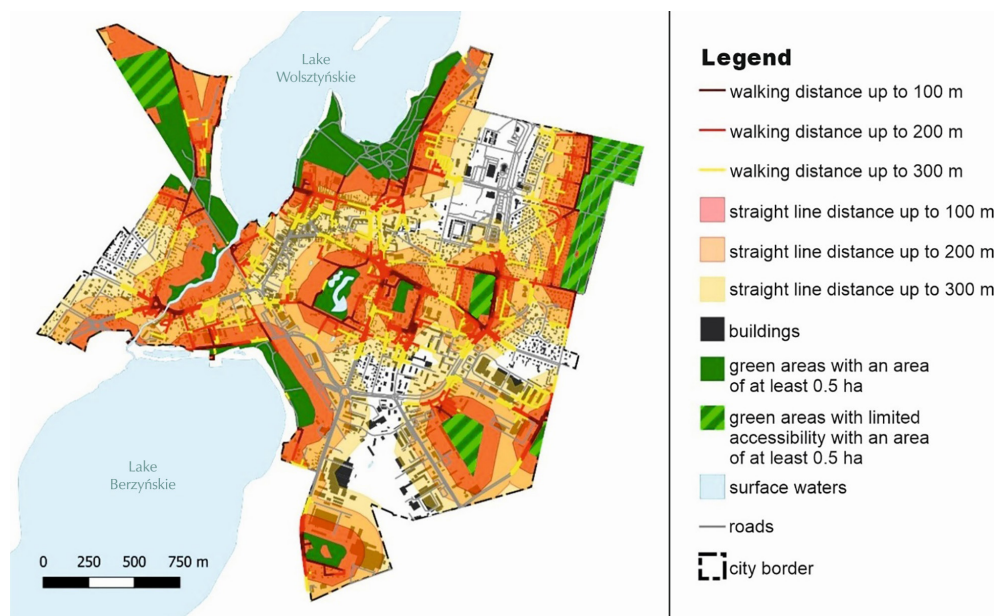 Lake
Wolsztyńskie
Lake
Berzyńskie
0 250 500 750 m
Legend
walking distance up to 100 m
walking distance up to 200 m
walking distance up to 300 m
straight line distance up to 100 m
straight line distance up to 200 m
straight line distance up to 300 m
buildings
green areas with an area
of at least 0.5 ha
green areas with limited
accessibility with an area
of at least 0.5 ha
surface waters
roads
city border